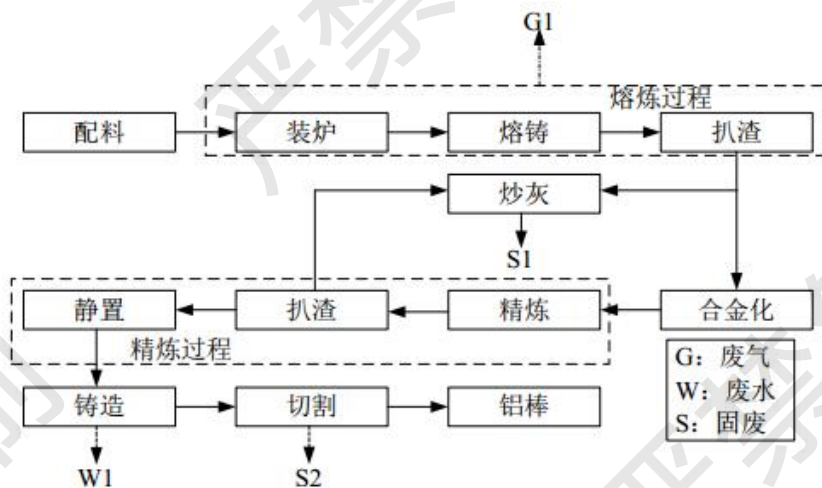 G1
熔炼过程
配料
装炉
熔铸
扒渣
炒灰
S1
静置
扒渣
精炼
合金化
精炼过程
G：废气
W：废水
S：固废
铸造
切割
铝棒
W1
S2
严禁